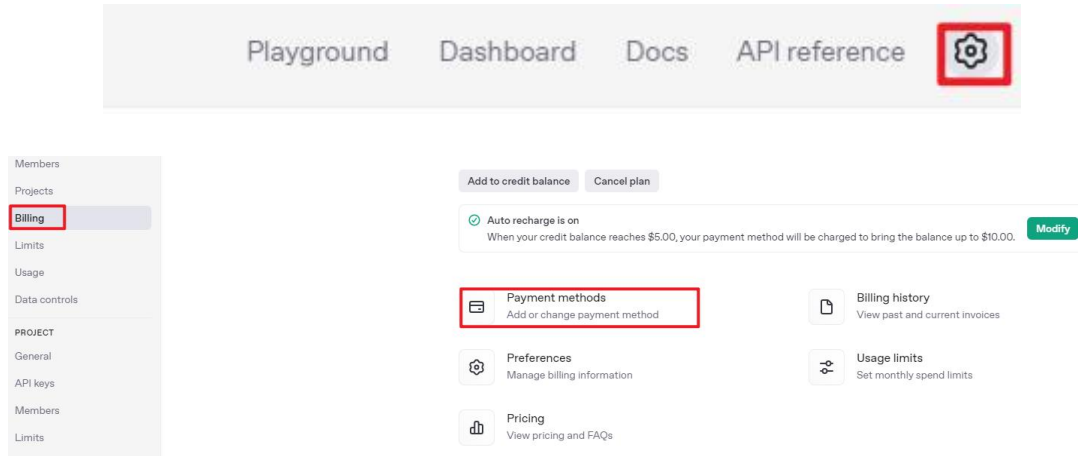 Playground Dashboard Docs API reference
Members
Projects
Billing
Limits
Usage
Data controls
PROJECT
General
API keys
Members
Limits
Add to credit balance Cancel plan
Auto recharge is on
When your credit balance reaches $5.00, your payment method will be charged to bring the balance up to $10.00.
Modify
Payment methods
Add or change payment method
Billing history
View past and current invoices
Preferences
Manage billing information
Usage limits
Set monthly spend limits
Pricing
View pricing and FAQs